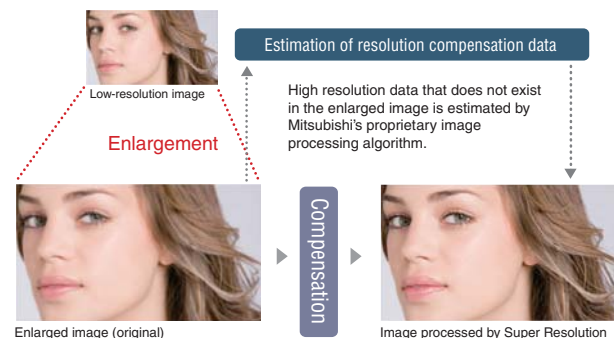 Estimation of resolution compensation data
Low-resolution image
High resolution data that does not exist
in the enlarged image is estimated by
Mitsubishi's proprietary image
processing algorithm.
Enlargement
Compensation
Enlarged image (original)
Image processed by Super Resolution